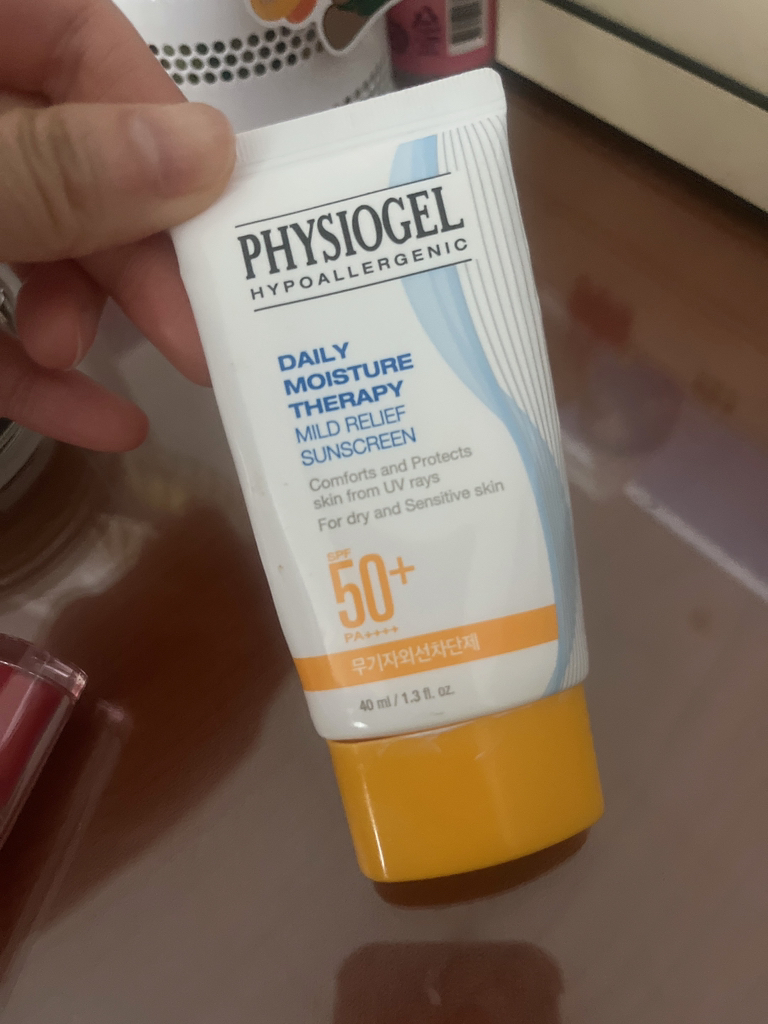 PHYSIOGEL
HYPOALLERGENIC
DAILY
MOISTURE
THERAPY
MILD RELIEF
SUNSCREEN
Comforts and Protects
skin from UV rays
For dry and Sensitive skin
SPF
50+
PA++++
무기자외선차단제
40 ml / 1.3 fl. oz.